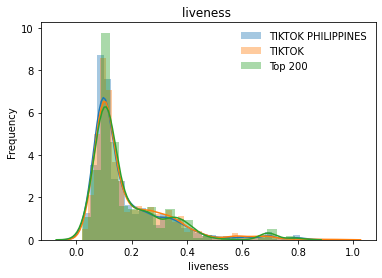 liveness
TIKTOK PHILIPPINES
TIKTOK
Top 200
Frequency
10
8
6
4
2
0
0.0 0.2 0.4 0.6 0.8 1.0
liveness